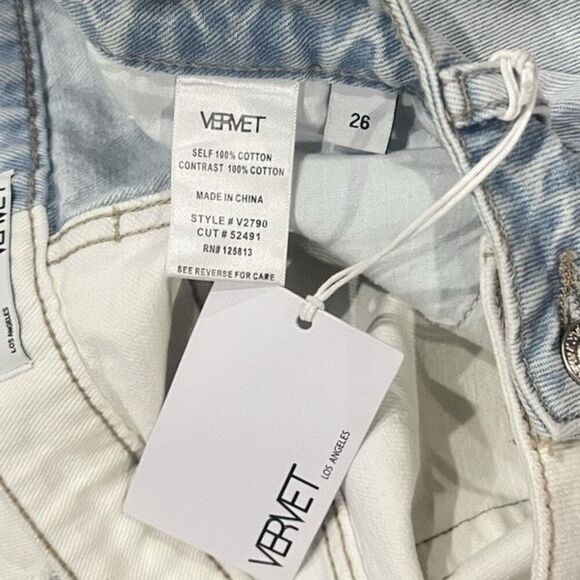 VERVET
SELF 100% COTTON
CONTRAST 100% COTTON
MADE IN CHINA
STYLE # V2790
CUT # 52491
RN# 125813
SEE REVERSE FOR CARE
26
VERVET
LOS ANGELES
VERVET
LOS ANGELES